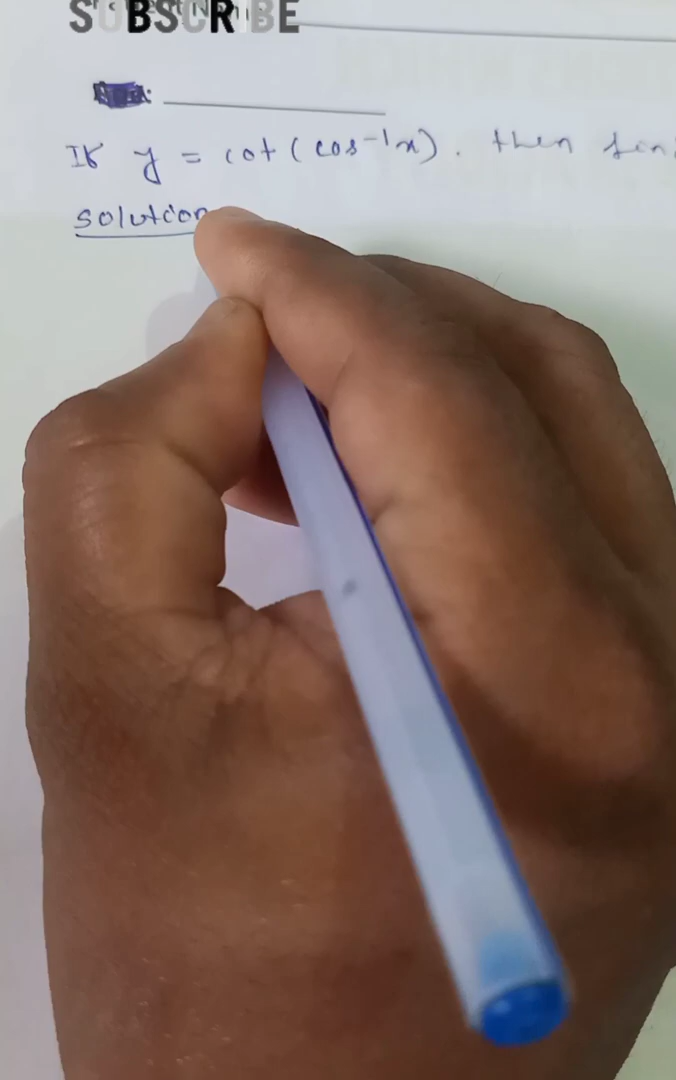 SUBSCRIBE
If y = cot(cos⁻¹x). then
solution